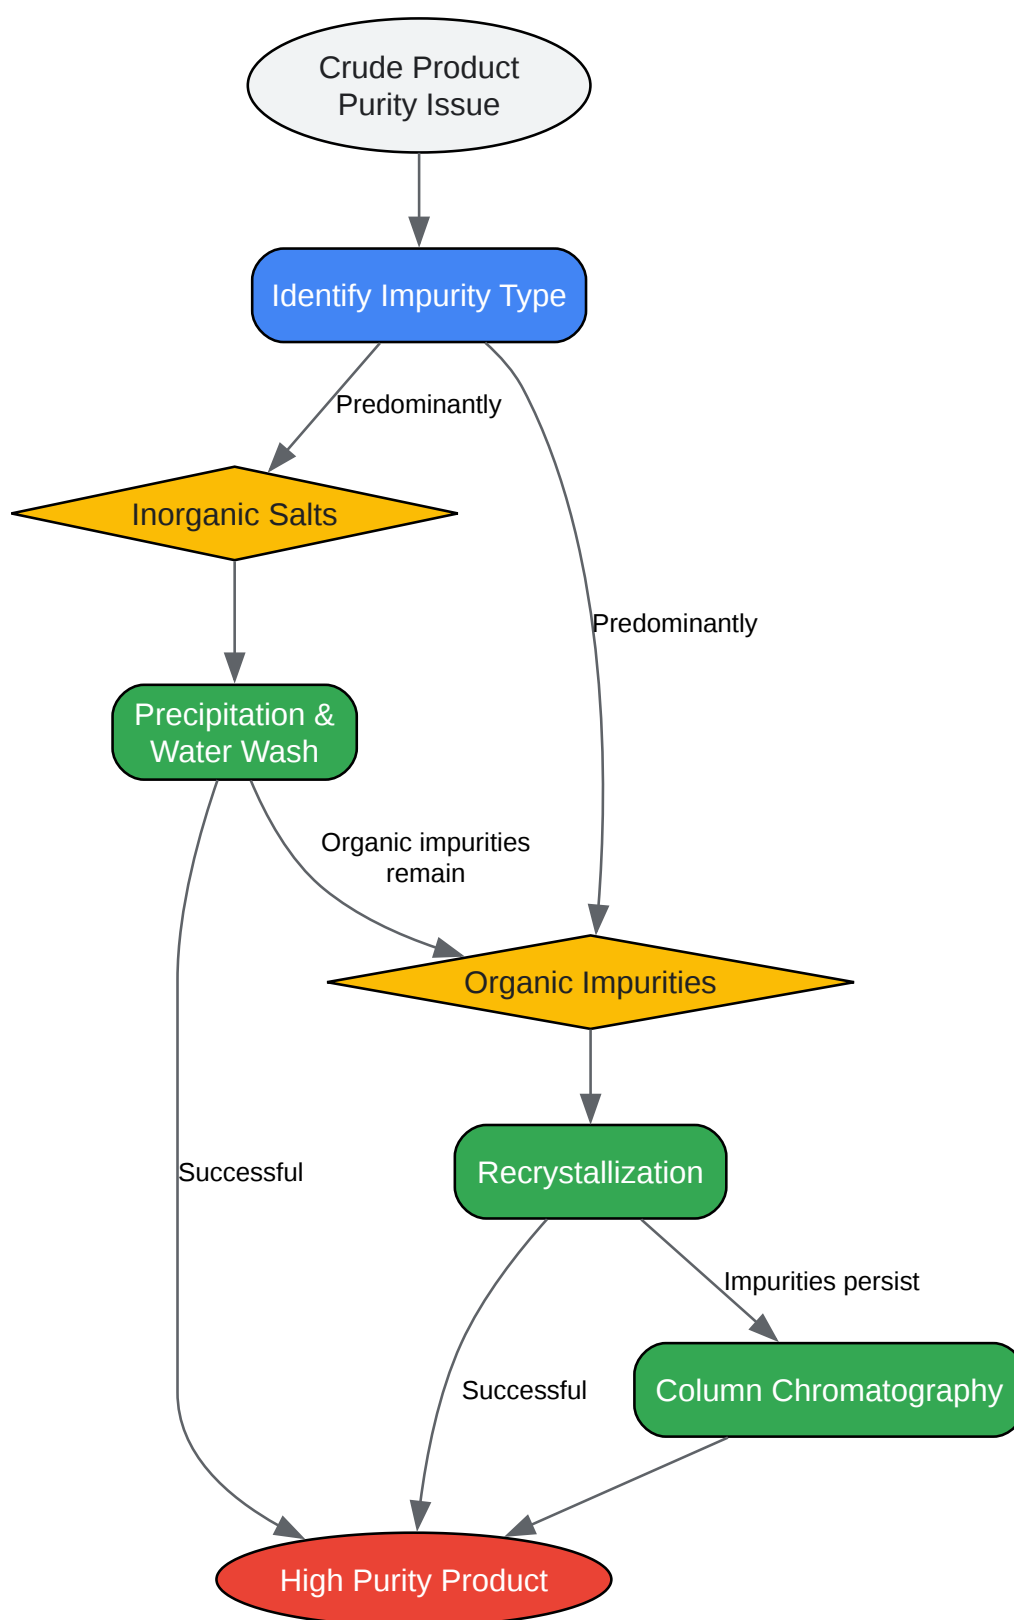 Crude Product
Purity Issue
Identify Impurity Type
Predominantly
Inorganic Salts
Predominantly
Precipitation &
Water Wash
Organic impurities
remain
Organic Impurities
Recrystallization
Successful
Impurities persist
Successful
Column Chromatography
High Purity Product